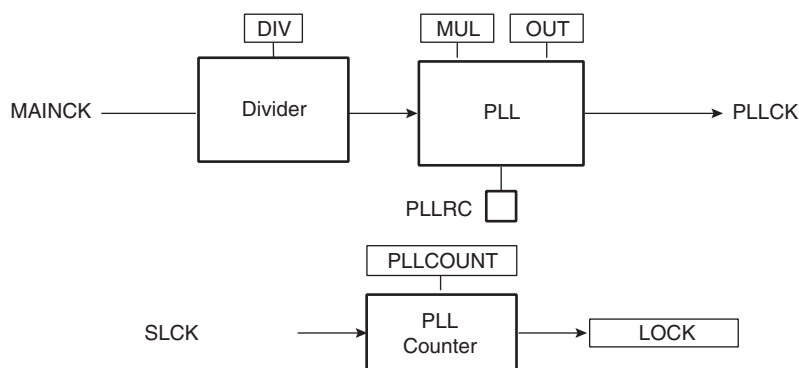 DIV
MUL
OUT
MAINCK
Divider
PLL
PLLCK
PLLRC
PLLCOUNT
SLCK
PLL
Counter
LOCK